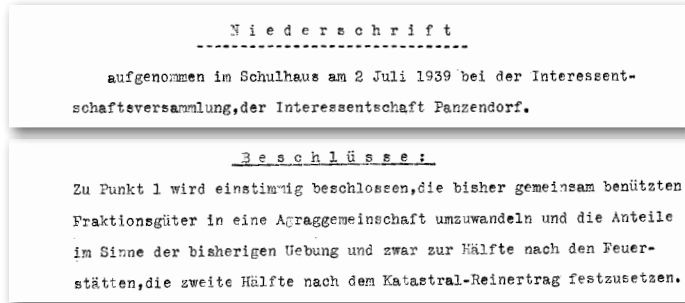 N i e d e r s c h r i f t
aufgenommen im Schulhaus am 2 Juli 1939 bei der Interessent-
schaftsversammlung,der Interessentschaft Panzendorf.
B e s c h l ü s s e :
Zu Punkt 1 wird einstimmig beschlossen,die bisher gemeinsam benützten
Fraktionsgüter in eine Agraggemeinschaft umzuwandeln und die Anteile
im Sinne der bisherigen Uebung und zwar zur Hälfte nach den Feuer-
stätten,die zweite Hälfte nach dem Katastral-Reinertrag festzusetzen.